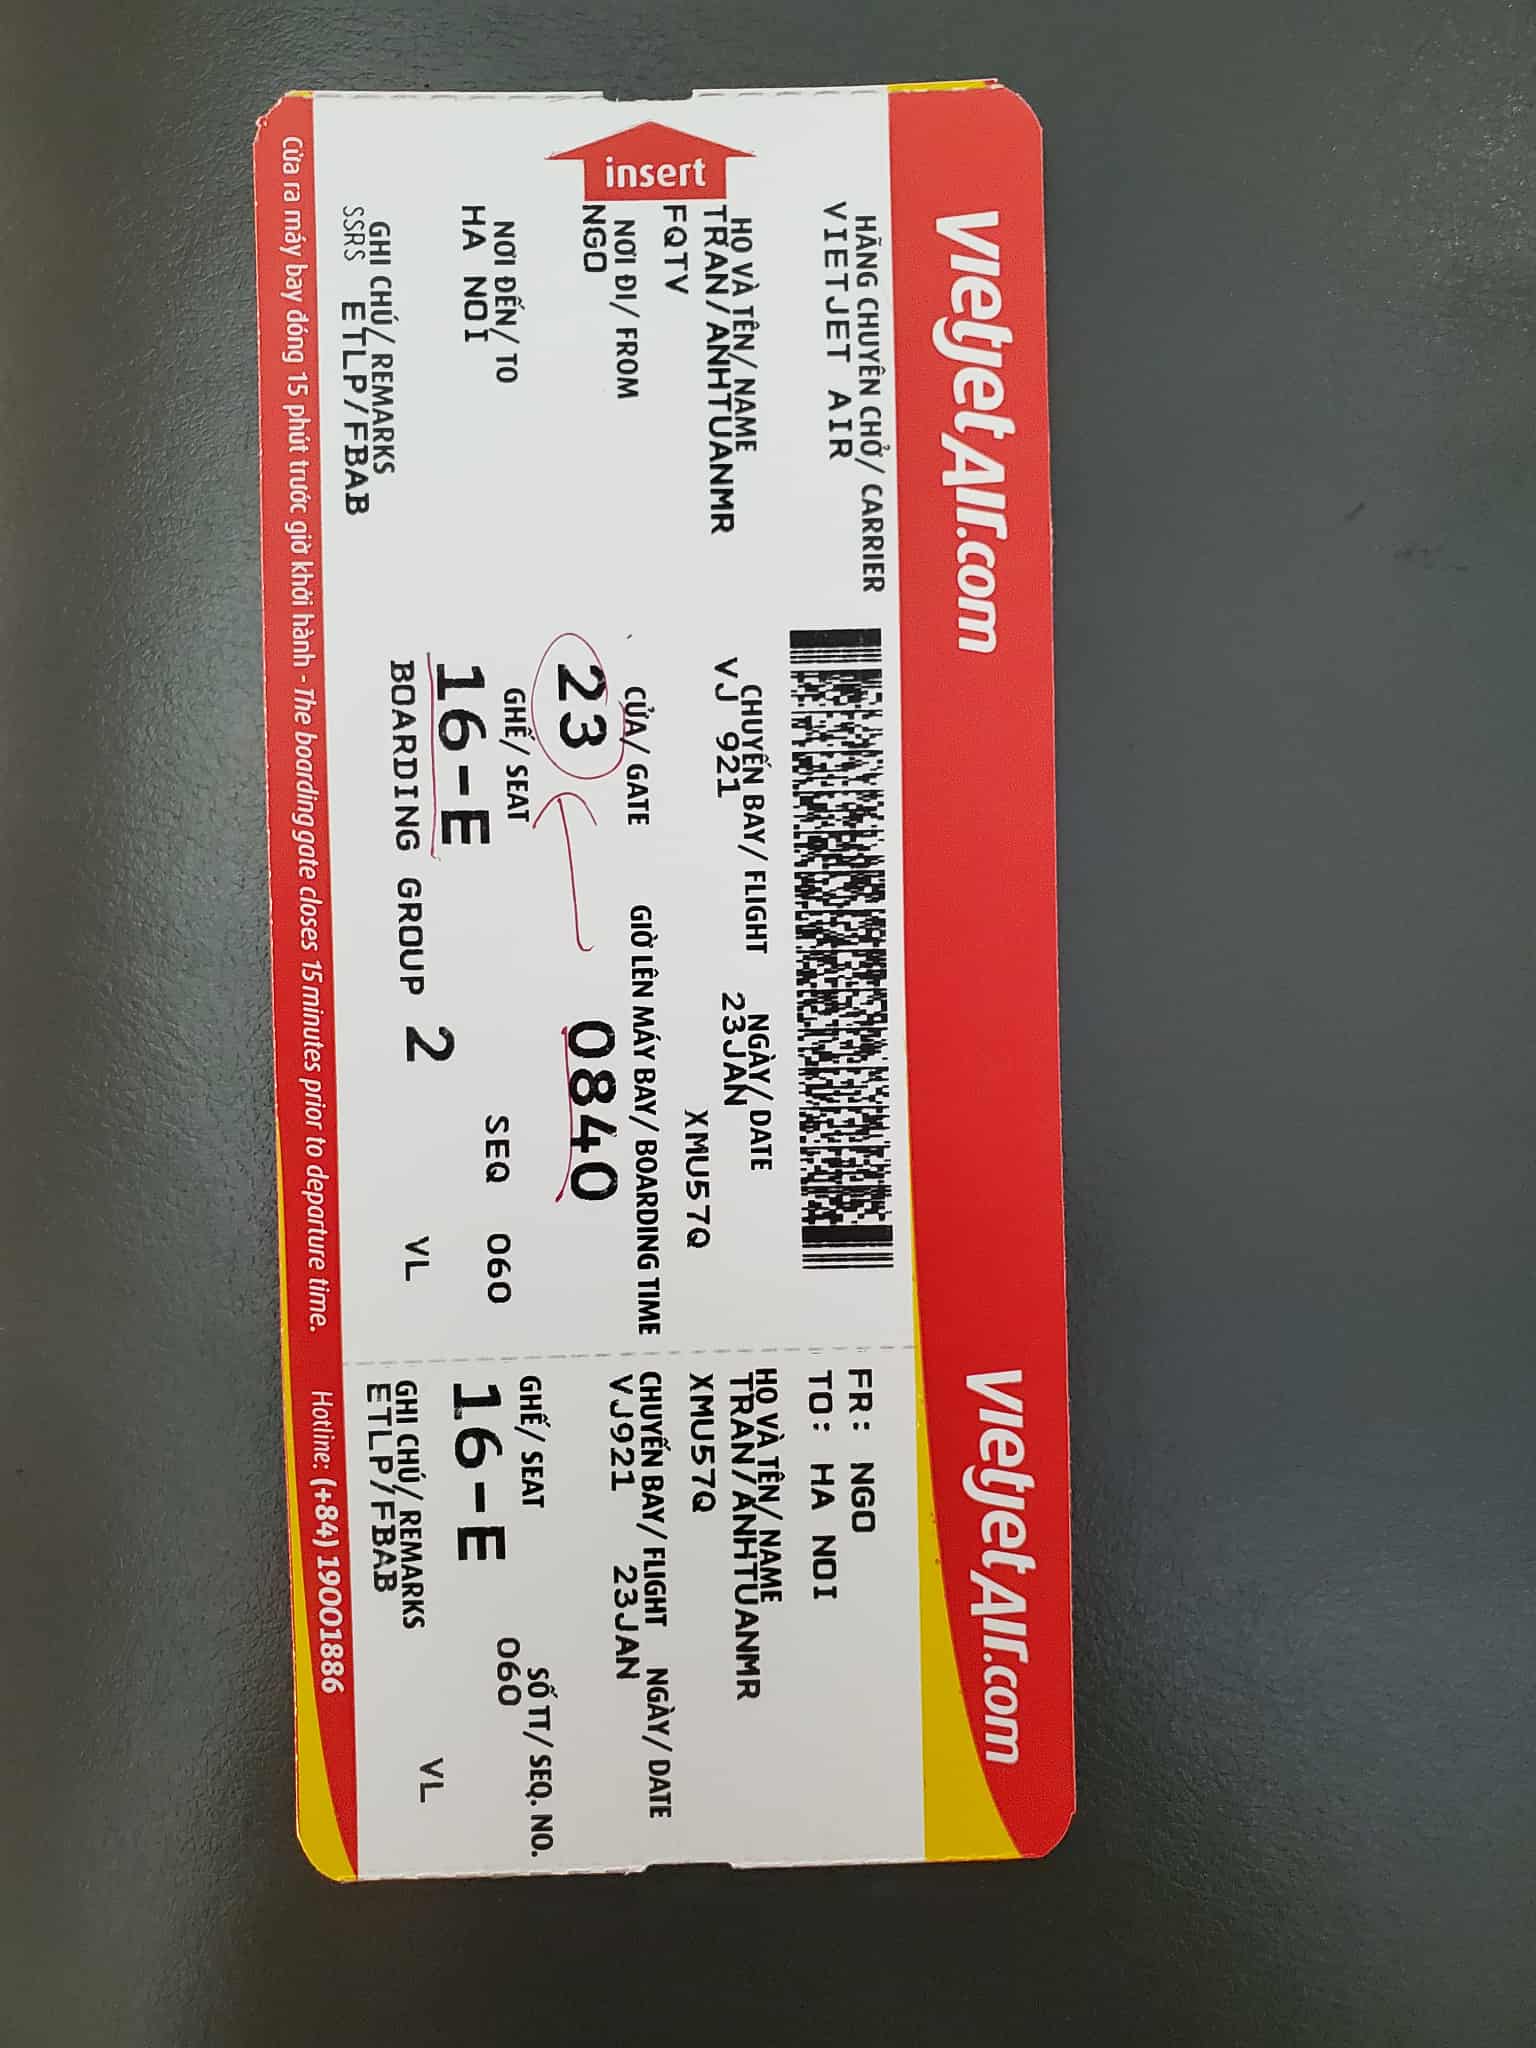 VietjetAir.com
HÃNG CHUYÊN CHỞ/ CARRIER
VIETJET AIR
HỌ VÀ TÊN/ NAME
TRAN/ANHTUANMR
FQTV
NƠI ĐI/ FROM
NGO
NƠI ĐẾN/ TO
HA NOI
GHI CHÚ/ REMARKS
SSRS ETLP/FBAB
insert
CHUYẾN BAY/ FLIGHT NGÀY/ DATE
VJ 921 23JAN
XMU57Q
CỬA/ GATE GIỜ LÊN MÁY BAY/ BOARDING TIME
23 0840
GHẾ/ SEAT
16-E SEQ 060
BOARDING GROUP 2 VL
Cửa ra máy bay đóng 15 phút trước giờ khởi hành - The boarding gate closes 15 minutes prior to departure time.
VietjetAir.com
FR: NGO
TO: HA NOI
HỌ VÀ TÊN/ NAME
TRAN/ANHTUANMR
XMU57Q
CHUYẾN BAY/ FLIGHT NGÀY/ DATE
VJ921 23JAN
GHẾ/ SEAT SỐ TT/ SEQ. NO.
16-E 060
GHI CHÚ/ REMARKS
ETLP/FBAB VL
Hotline: (+84) 19001886